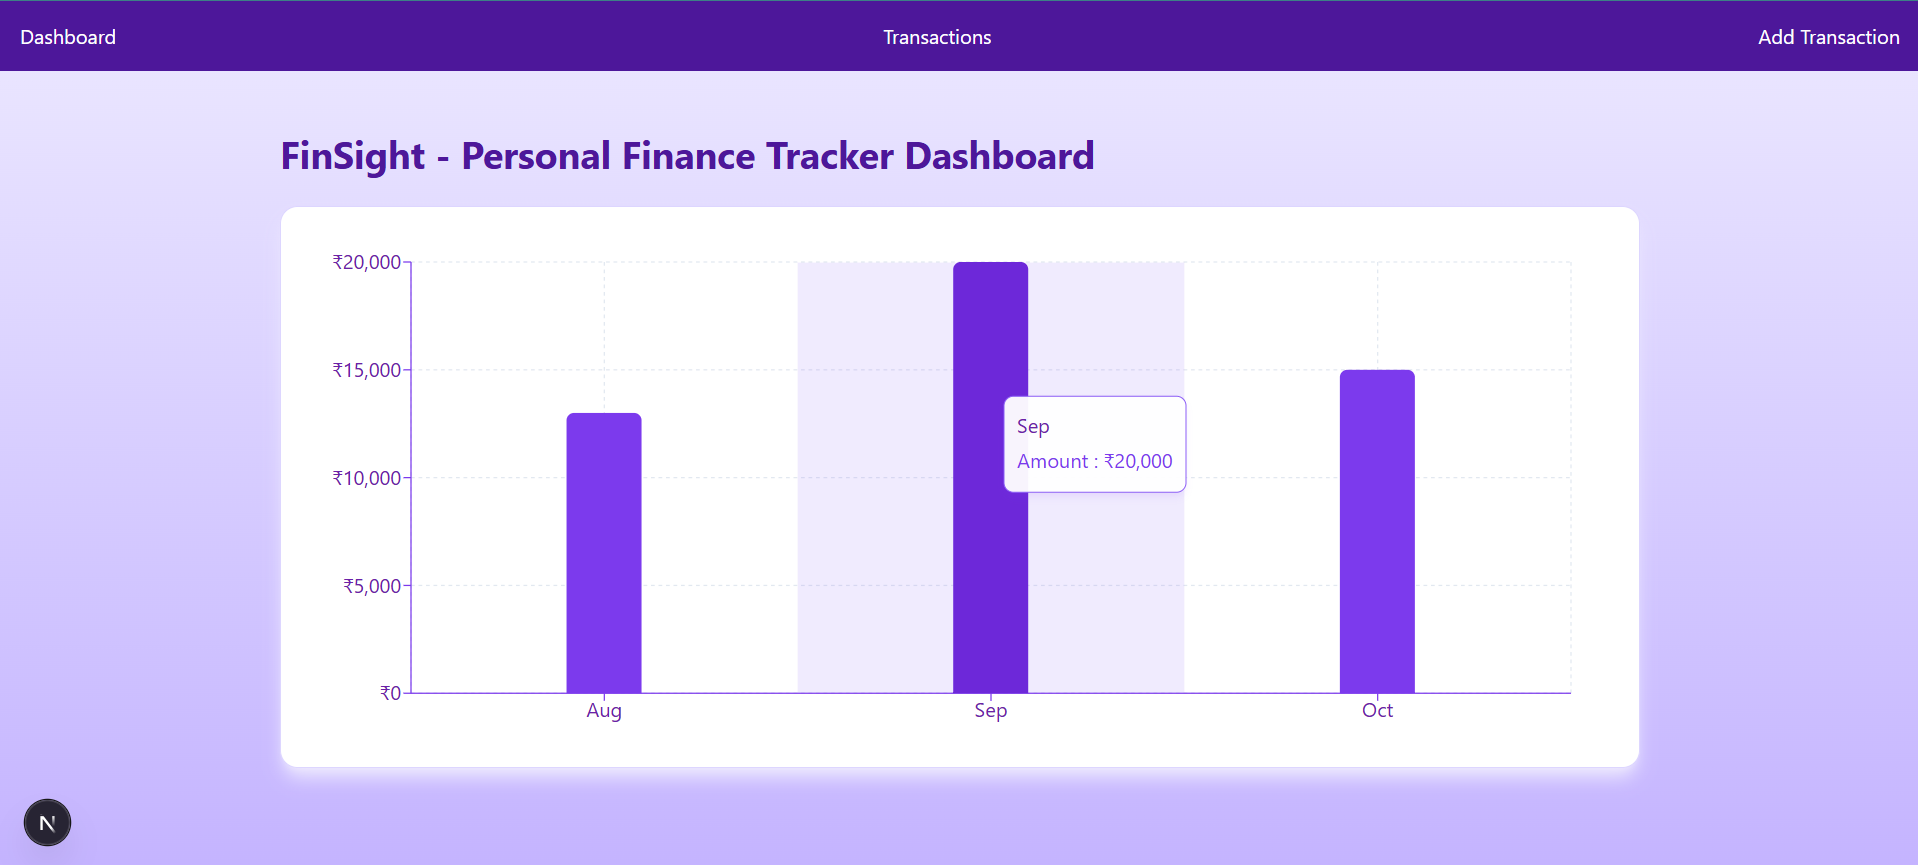 Dashboard
Transactions
Add Transaction
FinSight - Personal Finance Tracker Dashboard
₹20,000
₹15,000
₹10,000
₹5,000
₹0
Sep
Amount : ₹20,000
Aug
Sep
Oct
N